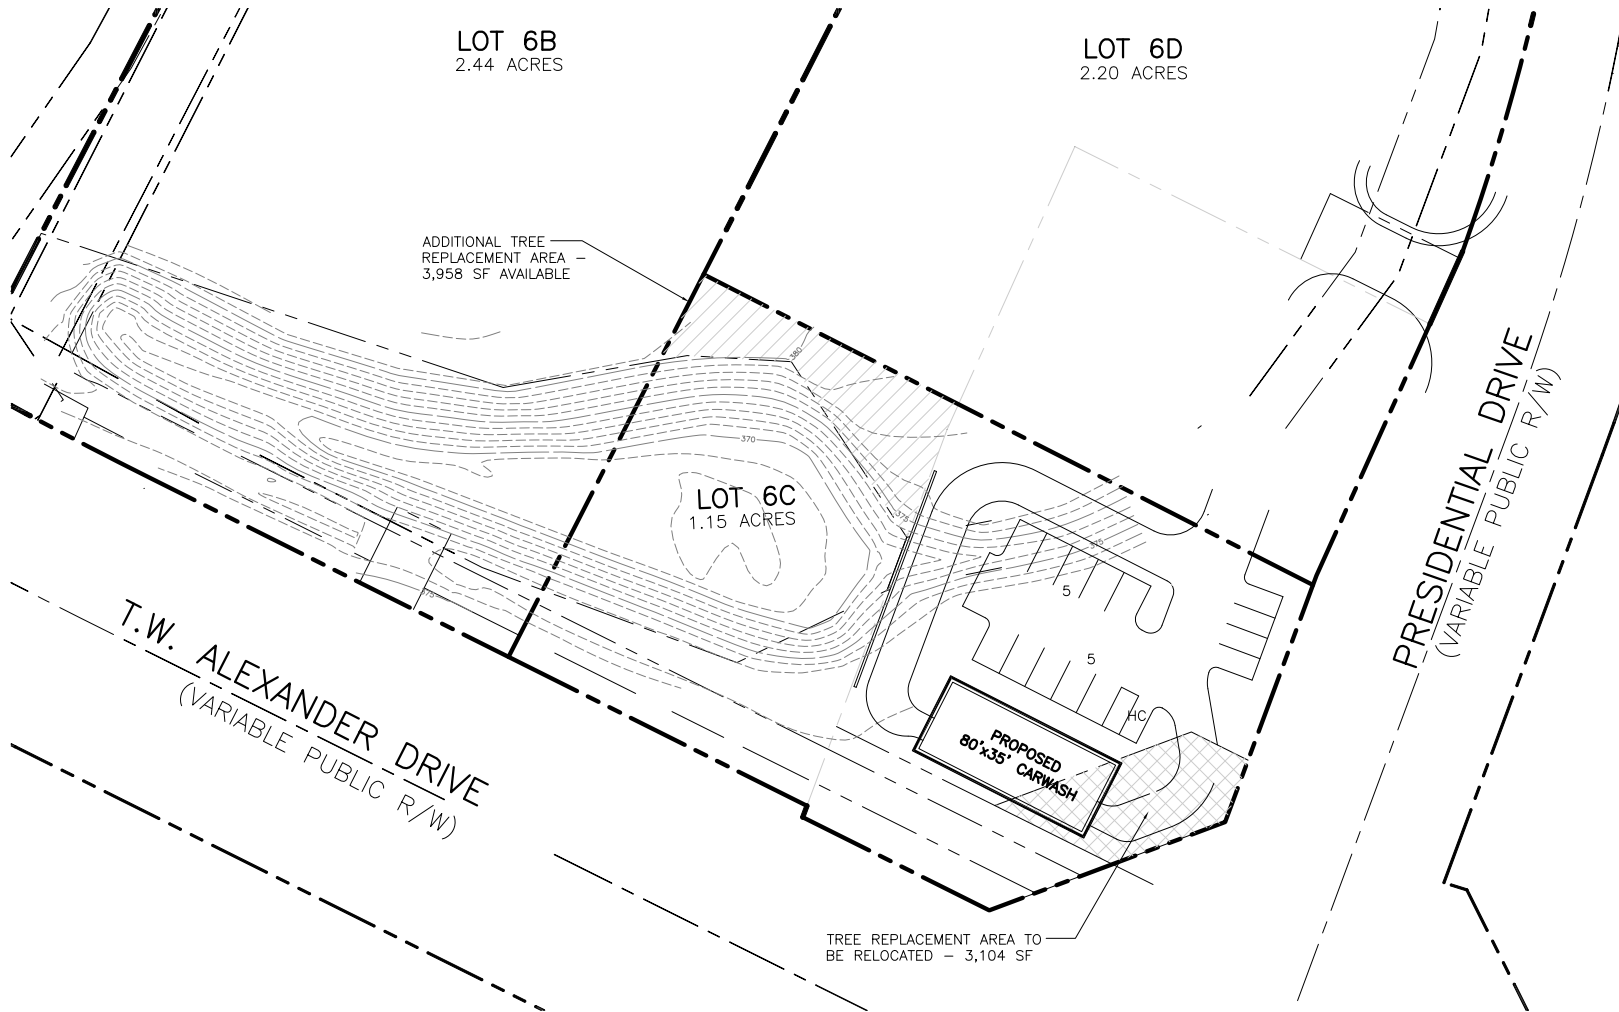 LOT 6B
2.44 ACRES
LOT 6D
2.20 ACRES
ADDITIONAL TREE
REPLACEMENT AREA –
3,958 SF AVAILABLE
380
370
LOT 6C
1.15 ACRES
375
375
5
5
HC
375
PROPOSED
80'x35' CARWASH
T.W. ALEXANDER DRIVE
(VARIABLE PUBLIC R/W)
PRESIDENTIAL DRIVE
(VARIABLE PUBLIC R/W)
TREE REPLACEMENT AREA TO
BE RELOCATED – 3,104 SF